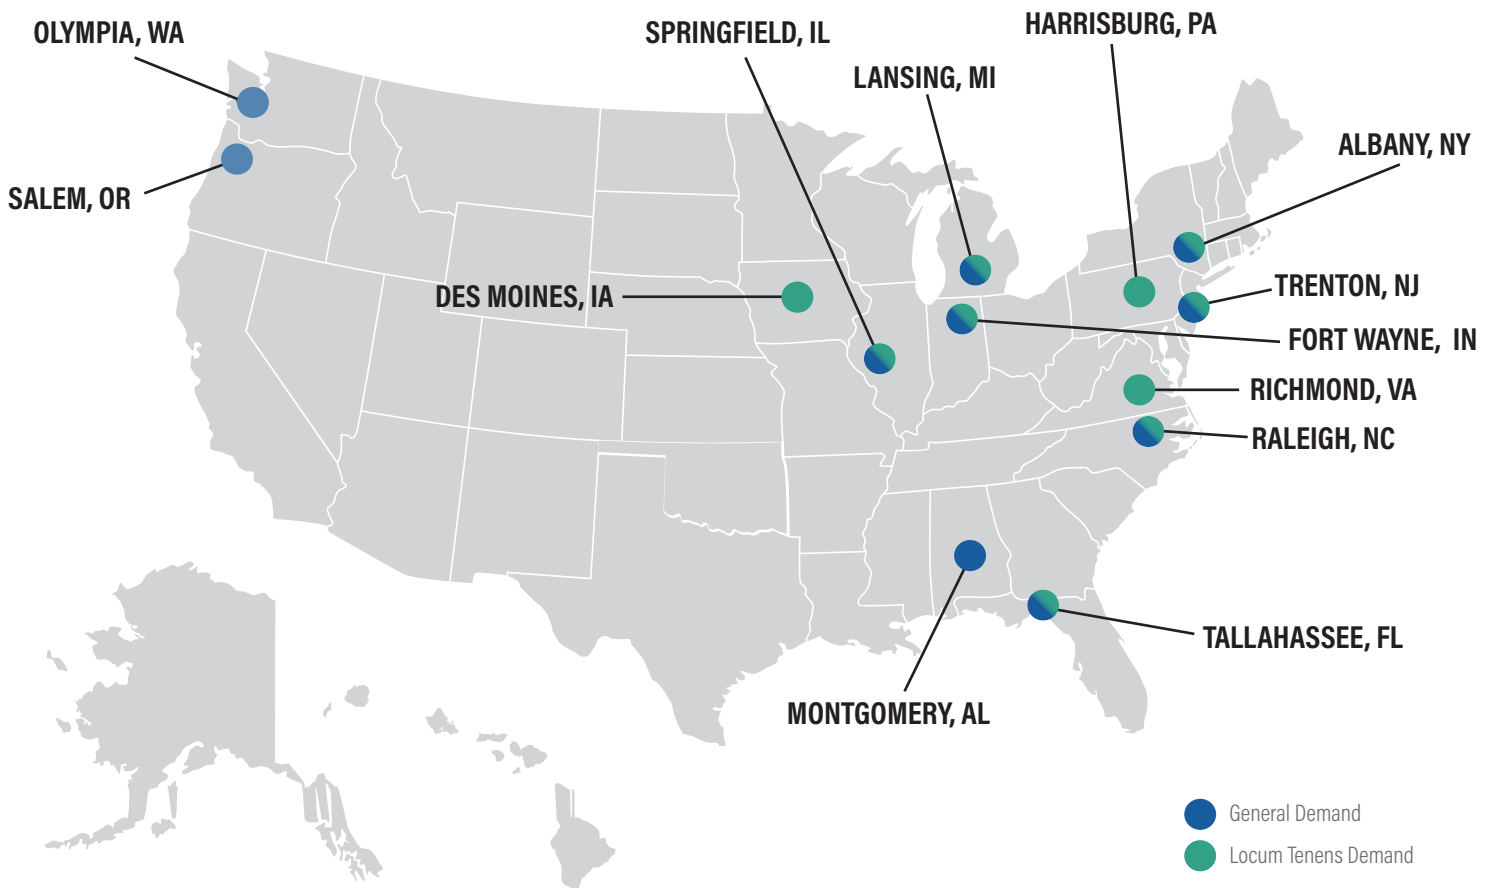 OLYMPIA, WA
SPRINGFIELD, IL
HARRISBURG, PA
LANSING, MI
ALBANY, NY
SALEM, OR
DES MOINES, IA
TRENTON, NJ
FORT WAYNE, IN
RICHMOND, VA
RALEIGH, NC
TALLAHASSEE, FL
MONTGOMERY, AL
General Demand
Locum Tenens Demand